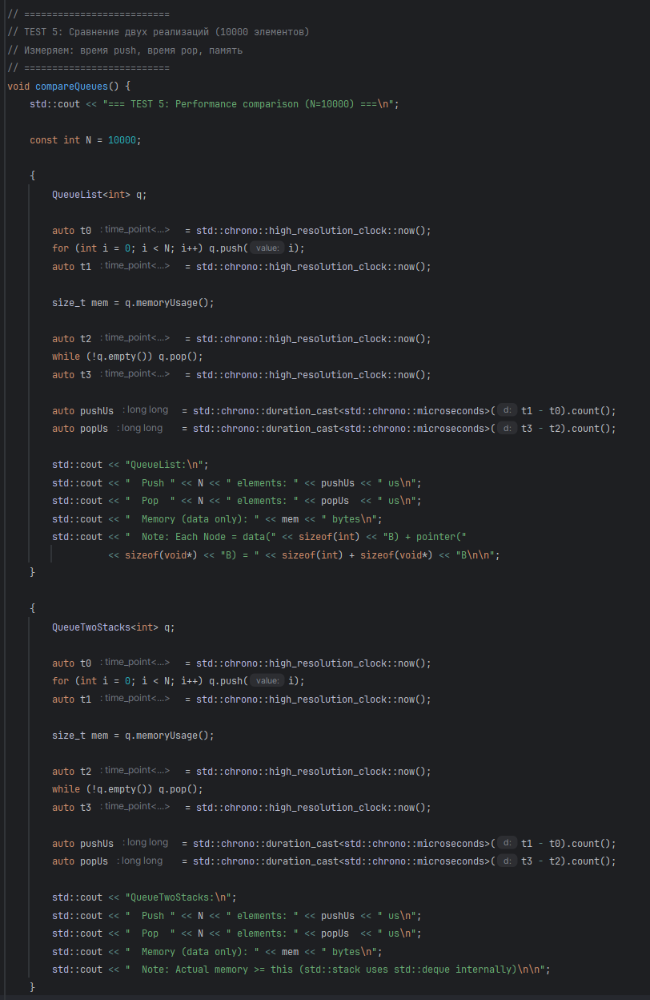 // ==========================
// TEST 5: Сравнение двух реализаций (10000 элементов)
// Измеряем: время push, время pop, память
// ==========================
void compareQueues() {
    std::cout << "=== TEST 5: Performance comparison (N=10000) ===\n";

    const int N = 10000;

    {
        QueueList<int> q;

        auto t0 : time_point<...> = std::chrono::high_resolution_clock::now();
        for (int i = 0; i < N; i++) q.push( value: i);
        auto t1 : time_point<...> = std::chrono::high_resolution_clock::now();

        size_t mem = q.memoryUsage();

        auto t2 : time_point<...> = std::chrono::high_resolution_clock::now();
        while (!q.empty()) q.pop();
        auto t3 : time_point<...> = std::chrono::high_resolution_clock::now();

        auto pushUs : long long = std::chrono::duration_cast<std::chrono::microseconds>( d: t1 - t0).count();
        auto popUs : long long = std::chrono::duration_cast<std::chrono::microseconds>( d: t3 - t2).count();

        std::cout << "QueueList:\n";
        std::cout << "  Push " << N << " elements: " << pushUs << " us\n";
        std::cout << "  Pop  " << N << " elements: " << popUs  << " us\n";
        std::cout << "  Memory (data only): " << mem << " bytes\n";
        std::cout << "  Note: Each Node = data(" << sizeof(int) << "B) + pointer("
                  << sizeof(void*) << "B) = " << sizeof(int) + sizeof(void*) << "B\n\n";
    }

    {
        QueueTwoStacks<int> q;

        auto t0 : time_point<...> = std::chrono::high_resolution_clock::now();
        for (int i = 0; i < N; i++) q.push( value: i);
        auto t1 : time_point<...> = std::chrono::high_resolution_clock::now();

        size_t mem = q.memoryUsage();

        auto t2 : time_point<...> = std::chrono::high_resolution_clock::now();
        while (!q.empty()) q.pop();
        auto t3 : time_point<...> = std::chrono::high_resolution_clock::now();

        auto pushUs : long long = std::chrono::duration_cast<std::chrono::microseconds>( d: t1 - t0).count();
        auto popUs : long long = std::chrono::duration_cast<std::chrono::microseconds>( d: t3 - t2).count();

        std::cout << "QueueTwoStacks:\n";
        std::cout << "  Push " << N << " elements: " << pushUs << " us\n";
        std::cout << "  Pop  " << N << " elements: " << popUs  << " us\n";
        std::cout << "  Memory (data only): " << mem << " bytes\n";
        std::cout << "  Note: Actual memory >= this (std::stack uses std::deque internally)\n\n";
    }